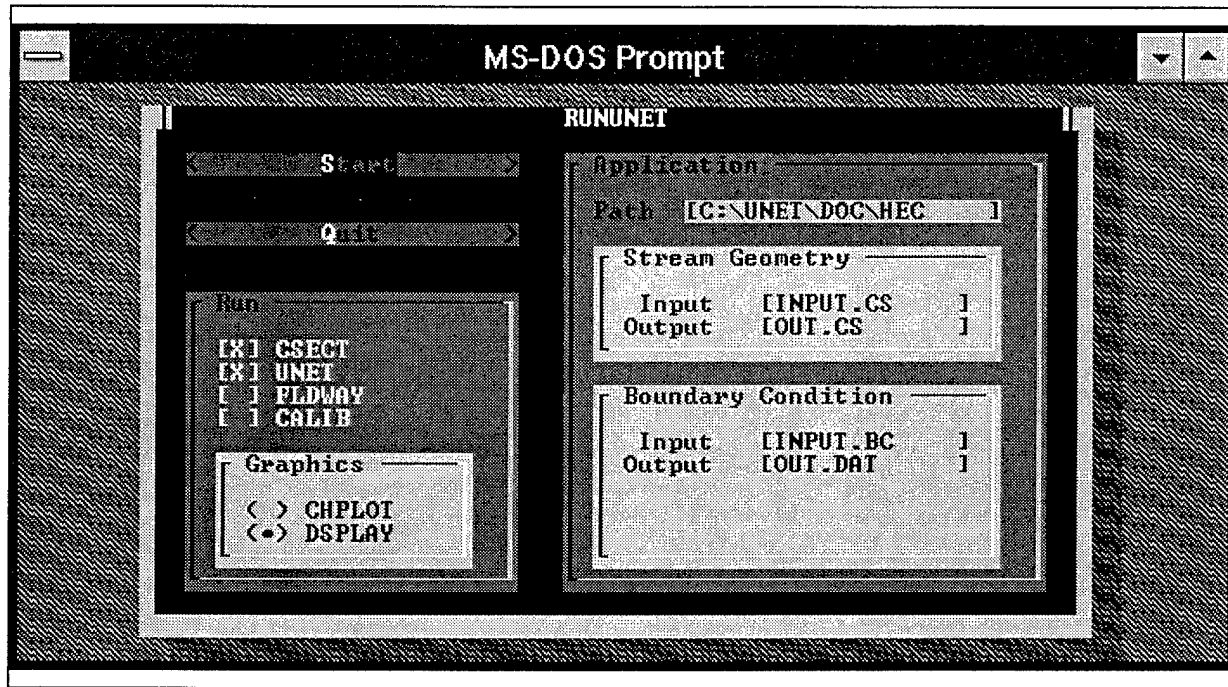 MS-DOS Prompt
RUNUNET
< Start >
< Quit >
Run
[X] CSECT
[X] UNET
[ ] FLDWAY
[ ] CALIB
Graphics
( ) CHPLOT
(•) DSPLAY
Application
Path [C:\UNET\DOC\HEC ]
Stream Geometry
Input [INPUT.CS ]
Output [OUT.CS ]
Boundary Condition
Input [INPUT.BC ]
Output [OUT.DAT ]